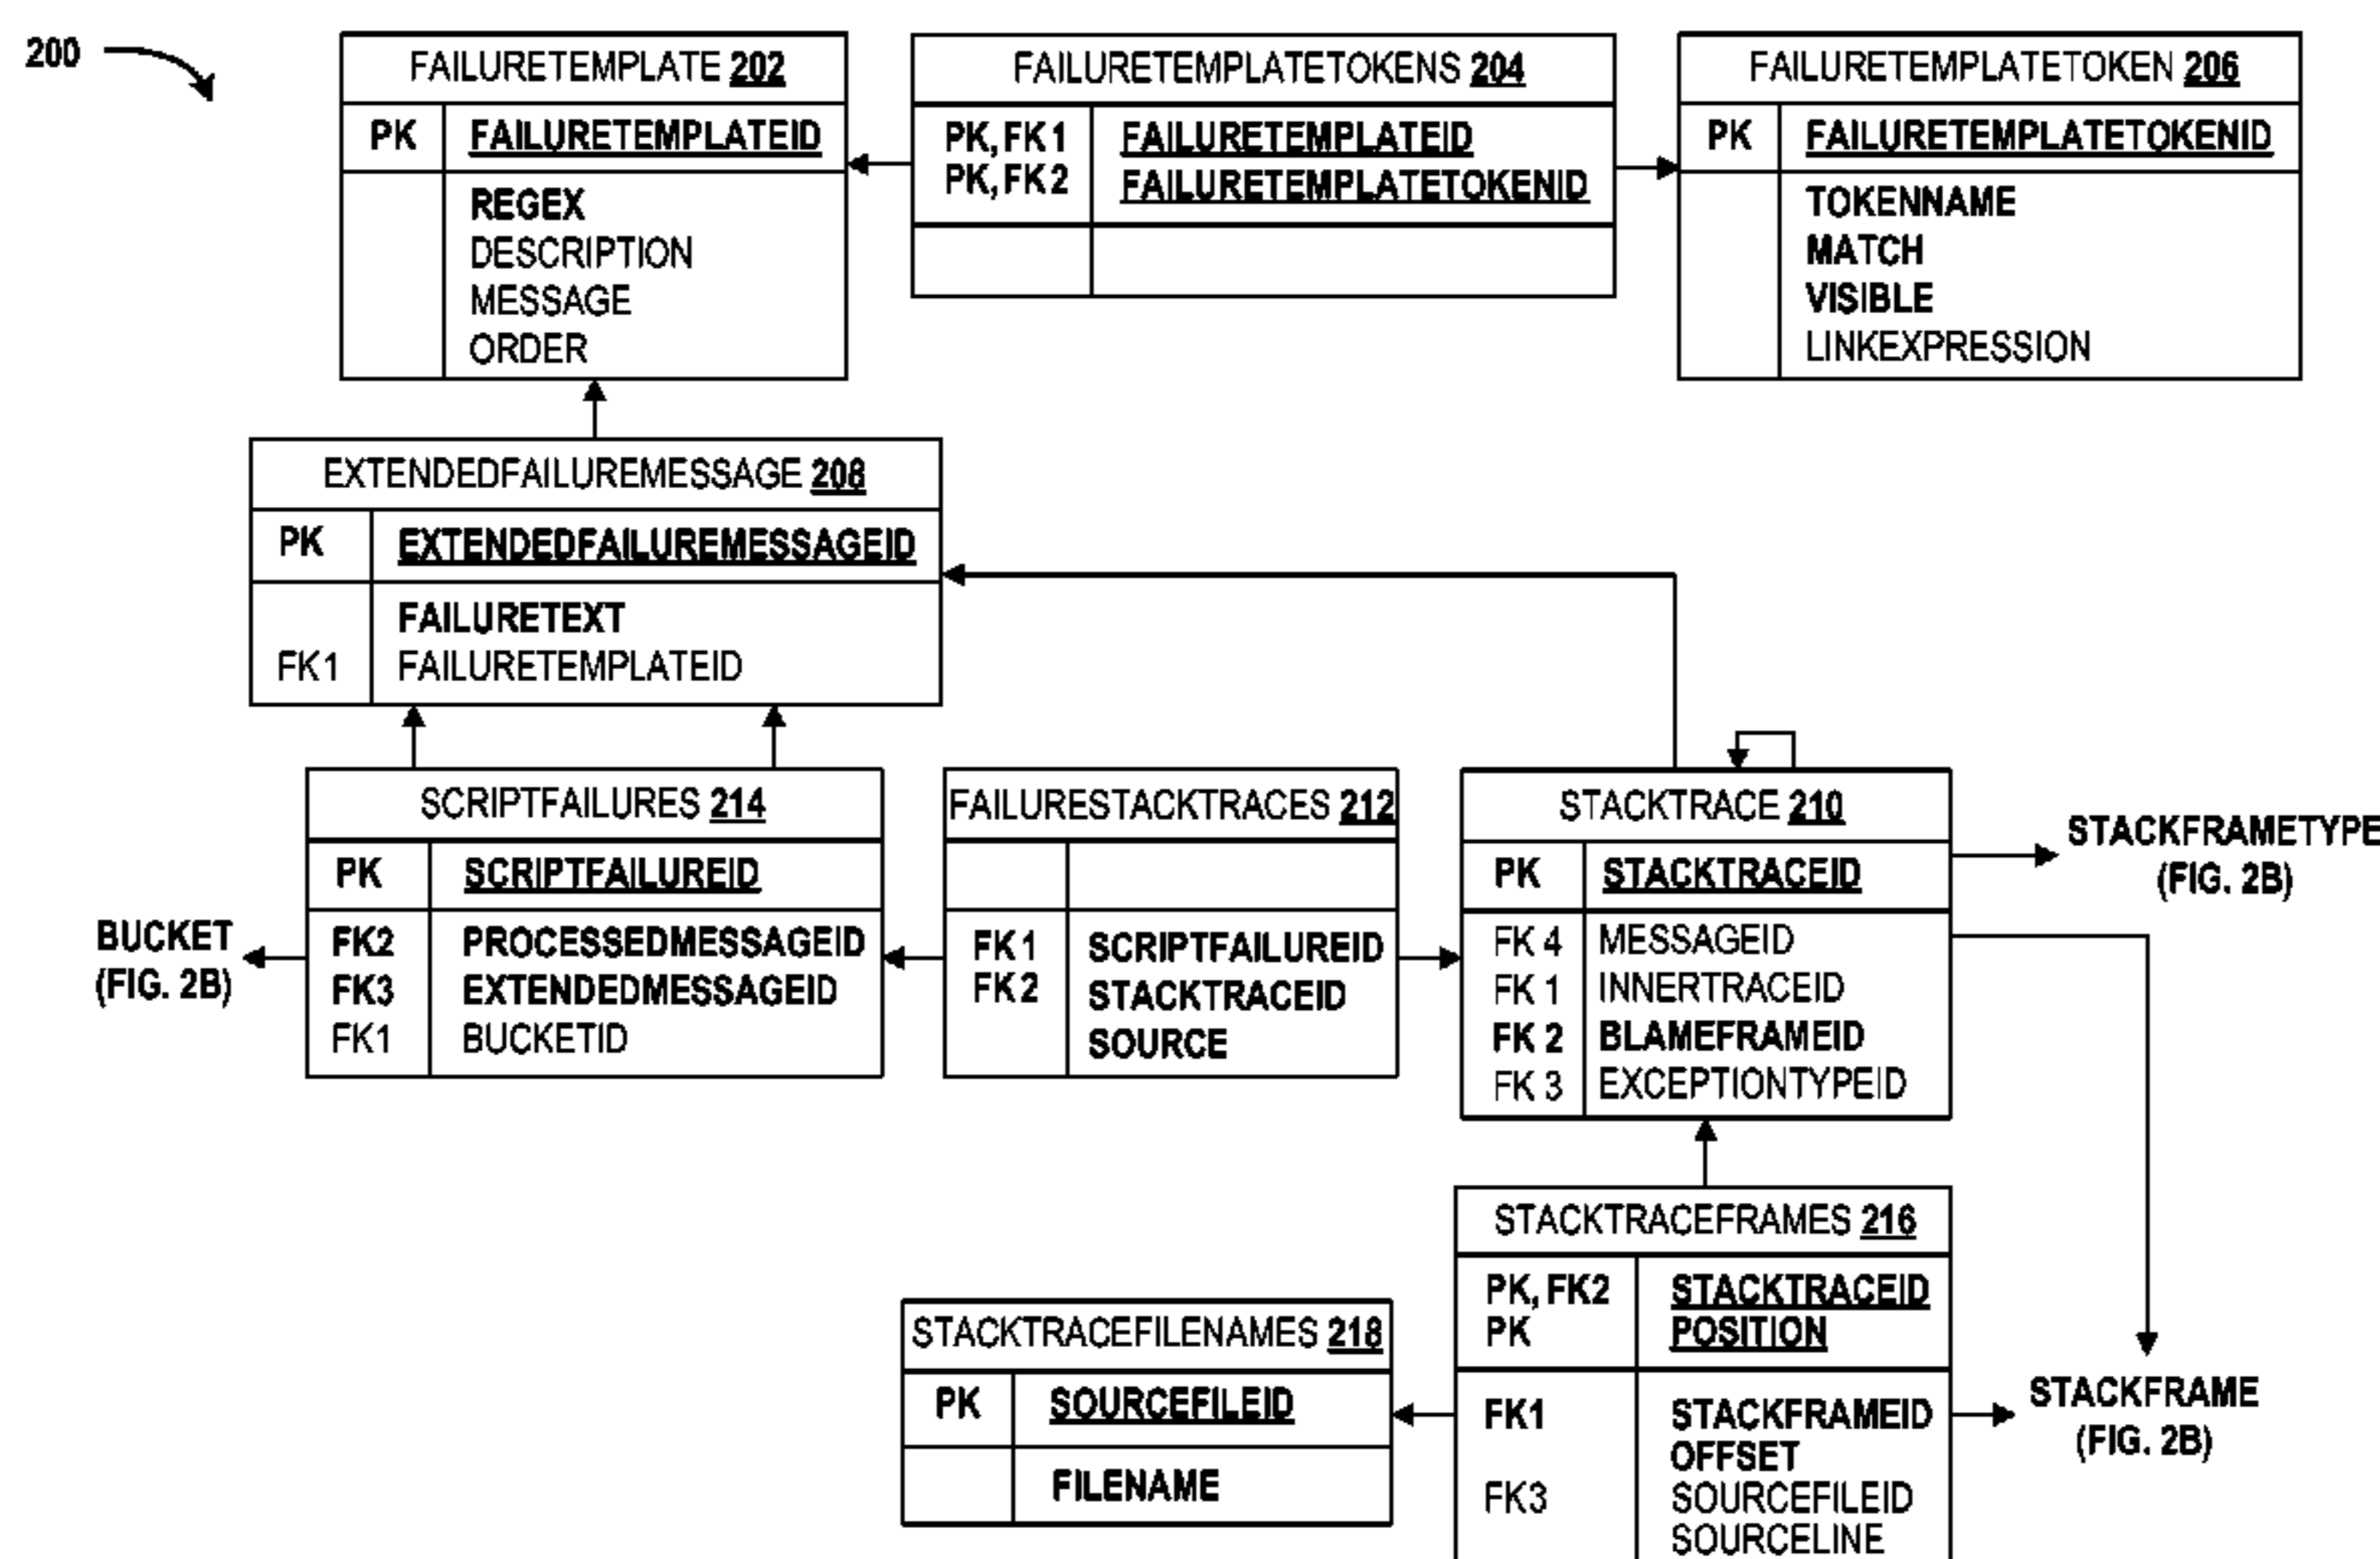 200
FAILURETEMPLATE 202
PK FAILURETEMPLATEID
REGEX
DESCRIPTION
MESSAGE
ORDER
FAILURETEMPLATETOKENS 204
PK, FK1 FAILURETEMPLATEID
PK, FK2 FAILURETEMPLATETOKENID
FAILURETEMPLATETOKEN 206
PK FAILURETEMPLATETOKENID
TOKENNAME
MATCH
VISIBLE
LINKEXPRESSION
EXTENDEDFAILUREMESSAGE 208
PK EXTENDEDFAILUREMESSAGEID
FAILURETEXT
FK1 FAILURETEMPLATEID
SCRIPTFAILURES 214
PK SCRIPTFAILUREID
FK2 PROCESSEDMESSAGEID
FK3 EXTENDEDMESSAGEID
FK1 BUCKETID
BUCKET
(FIG. 2B)
FAILURESTACKTRACES 212
FK1 SCRIPTFAILUREID
FK2 STACKTRACEID
SOURCE
STACKTRACE 210
PK STACKTRACEID
FK 4 MESSAGEID
FK 1 INNERTRACEID
FK 2 BLAMEFRAMEID
FK 3 EXCEPTIONTYPEID
STACKFRAMETYPE
(FIG. 2B)
STACKTRACEFRAMES 216
PK, FK2 STACKTRACEID
PK POSITION
FK1 STACKFRAMEID
OFFSET
FK3 SOURCEFILEID
SOURCELINE
STACKTRACEFILENAMES 218
PK SOURCEFILEID
FILENAME
STACKFRAME
(FIG. 2B)